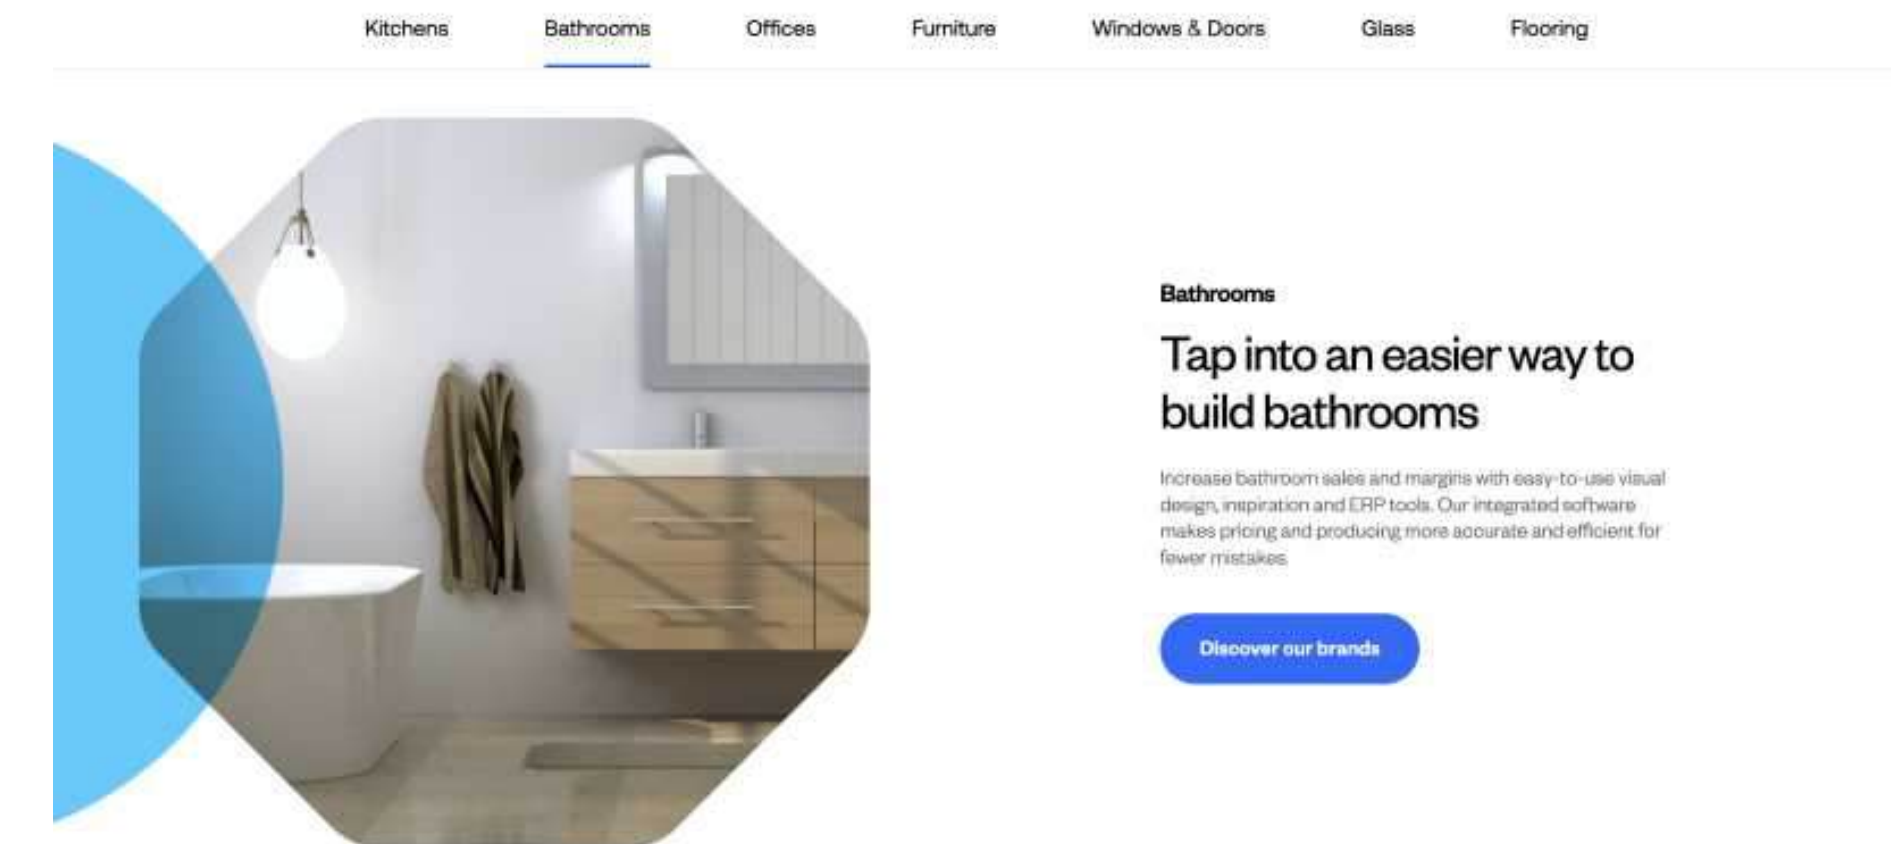 Kitchens Bathrooms Offices Furniture Windows & Doors Glass Flooring
Bathrooms
Tap into an easier way to
build bathrooms
Increase bathroom sales and margins with easy-to-use visual
design, inspiration and ERP tools. Our integrated software
makes pricing and producing more accurate and efficient for
fewer mistakes.
Discover our brands